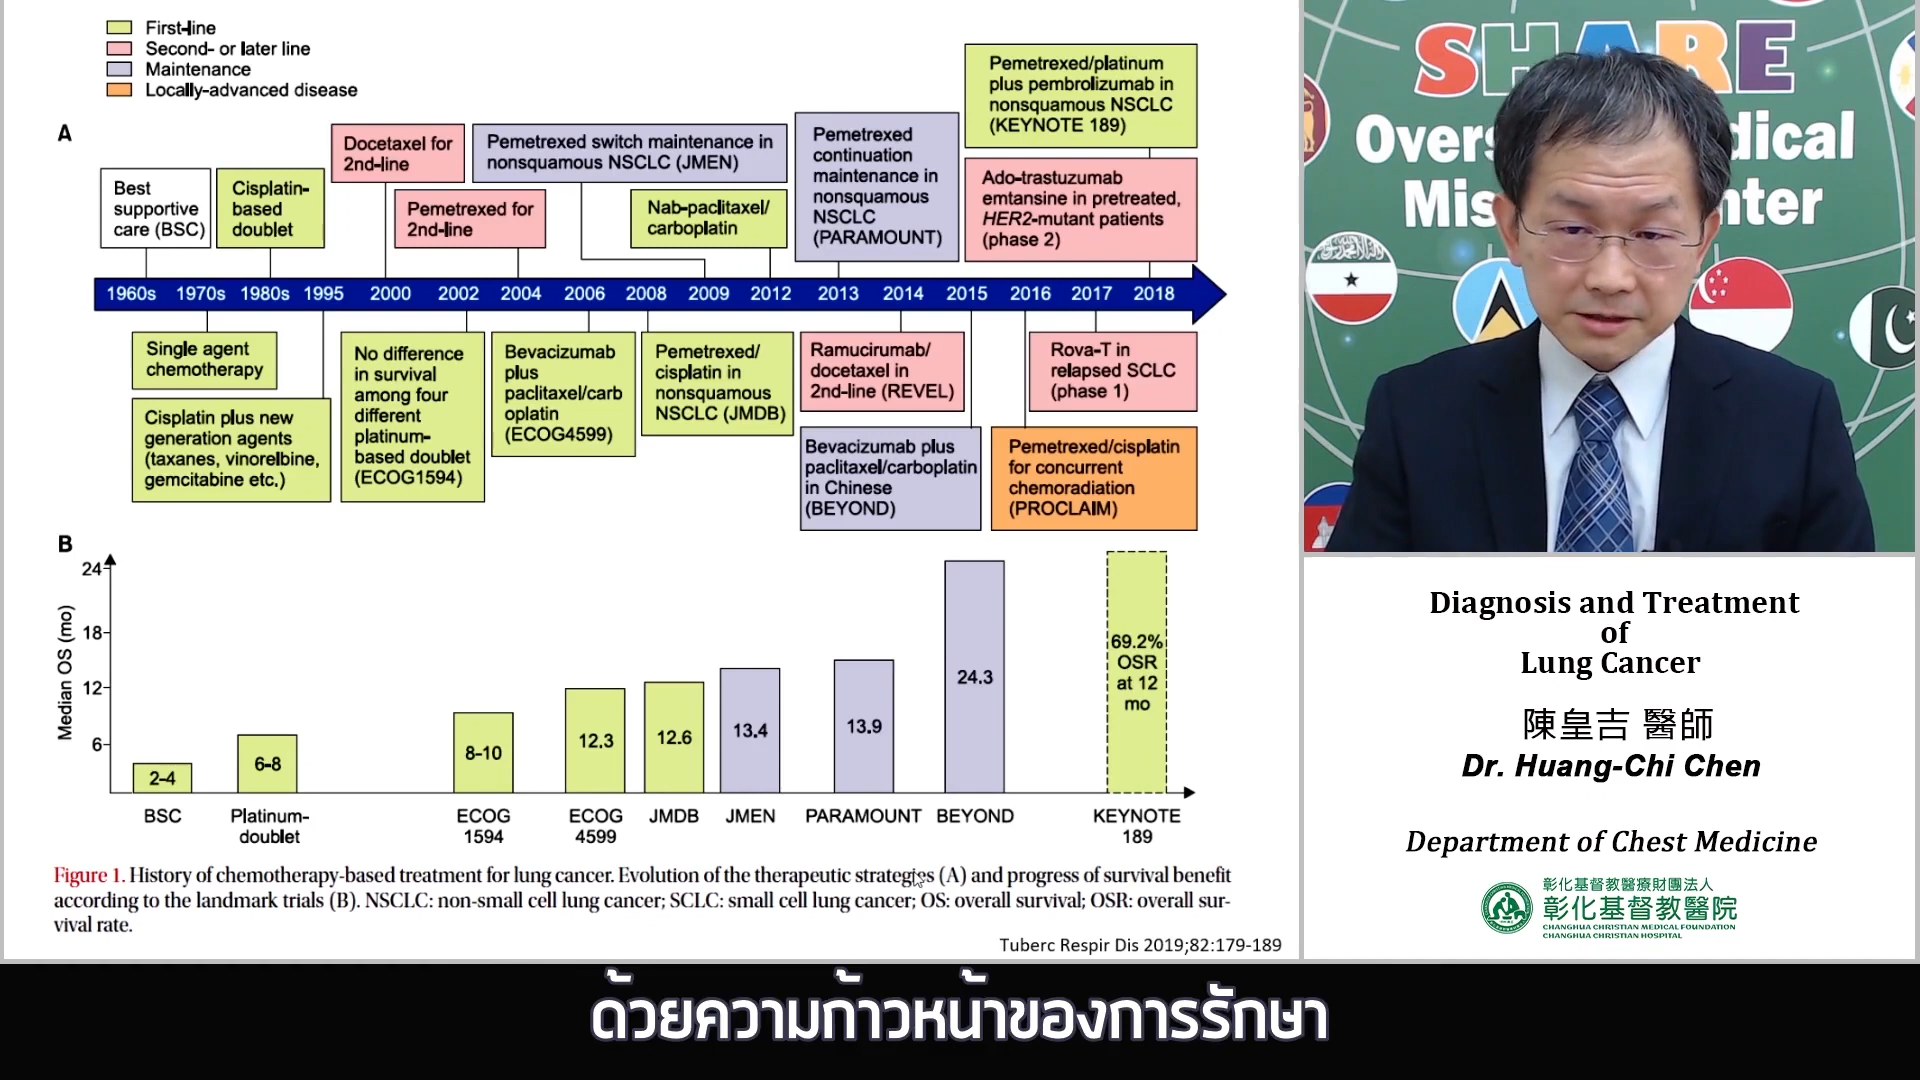 First-line
Second- or later line
Maintenance
Locally-advanced disease
A
Best
supportive
care (BSC)
Cisplatin-
based
doublet
Docetaxel for
2nd-line
Pemetrexed for
2nd-line
Pemetrexed switch maintenance in
nonsquamous NSCLC (JMEN)
Nab-paclitaxel/
carboplatin
Pemetrexed
continuation
maintenance in
nonsquamous
NSCLC
(PARAMOUNT)
Pemetrexed/platinum
plus pembrolizumab in
nonsquamous NSCLC
(KEYNOTE 189)
Ado-trastuzumab
emtansine in pretreated,
HER2-mutant patients
(phase 2)
1960s 1970s 1980s 1995 2000 2002 2004 2006 2008 2009 2012 2013 2014 2015 2016 2017 2018
Single agent
chemotherapy
Cisplatin plus new
generation agents
(taxanes, vinorelbine,
gemcitabine etc.)
No difference
in survival
among four
different
platinum-
based doublet
(ECOG1594)
Bevacizumab
plus
paclitaxel/carb
oplatin
(ECOG4599)
Pemetrexed/
cisplatin in
nonsquamous
NSCLC (JMDB)
Ramucirumab/
docetaxel in
2nd-line (REVEL)
Bevacizumab plus
paclitaxel/carboplatin
in Chinese
(BEYOND)
Rova-T in
relapsed SCLC
(phase 1)
Pemetrexed/cisplatin
for concurrent
chemoradiation
(PROCLAIM)
B
Median OS (mo)
24
18
12
6
2-4
6-8
8-10
12.3
12.6
13.4
13.9
24.3
69.2%
OSR
at 12
mo
BSC
Platinum-
doublet
ECOG
1594
ECOG
4599
JMDB
JMEN
PARAMOUNT
BEYOND
KEYNOTE
189
Figure 1. History of chemotherapy-based treatment for lung cancer. Evolution of the therapeutic strategies (A) and progress of survival benefit
according to the landmark trials (B). NSCLC: non-small cell lung cancer; SCLC: small cell lung cancer; OS: overall survival; OSR: overall sur-
vival rate.
Tuberc Respir Dis 2019;82:179-189
SHARE
Diagnosis and Treatment
of
Lung Cancer
陳皇吉 醫師
Dr. Huang-Chi Chen
Department of Chest Medicine
彰化基督教醫療財團法人
彰化基督教醫院
CHANGHUA CHRISTIAN MEDICAL FOUNDATION
CHANGHUA CHRISTIAN HOSPITAL
ด้วยความก้าวหน้าของการรักษา